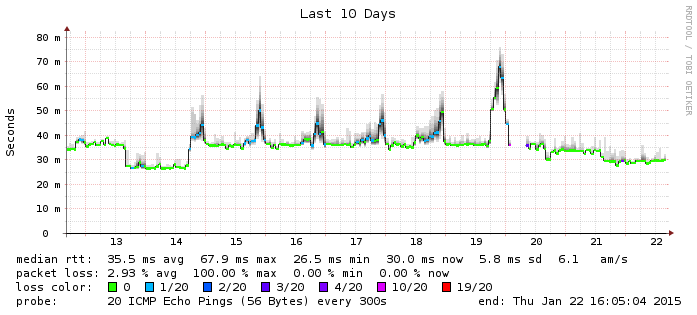 Last 10 Days
RRDTOOL / TOBI OETIKER
Seconds
80 m
70 m
60 m
50 m
40 m
30 m
20 m
10 m
0 m
13 14 15 16 17 18 19 20 21 22
median rtt: 35.5 ms avg 67.9 ms max 26.5 ms min 30.0 ms now 5.8 ms sd 6.1 am/s
packet loss: 2.93 % avg 100.00 % max 0.00 % min 0.00 % now
loss color: 0 1/20 2/20 3/20 4/20 10/20 19/20
probe: 20 ICMP Echo Pings (56 Bytes) every 300s end: Thu Jan 22 16:05:04 2015